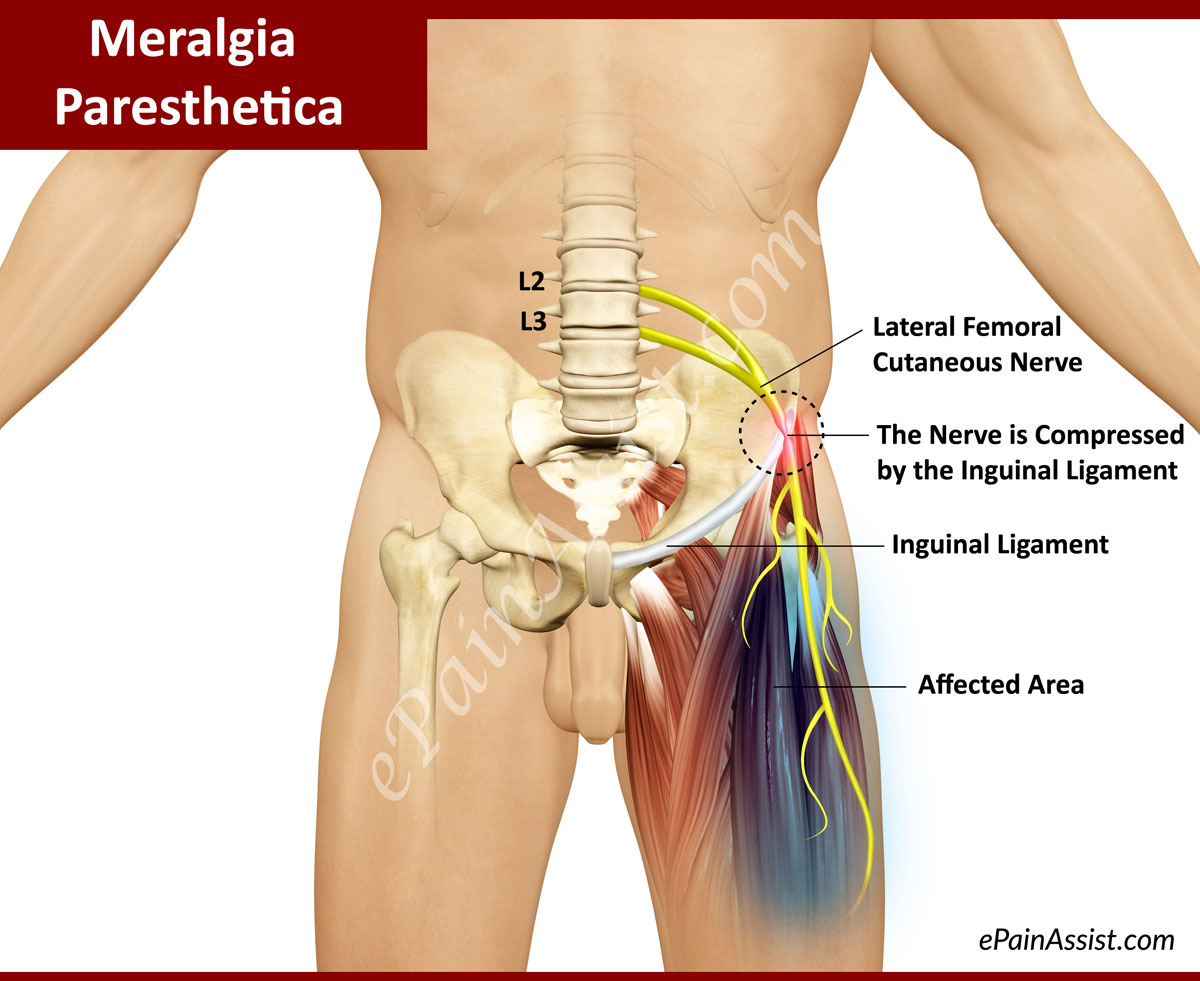 Meralgia
Paresthetica
L2
L3
Lateral Femoral
Cutaneous Nerve
The Nerve is Compressed
by the Inguinal Ligament
Inguinal Ligament
Affected Area
ePainAssist.com
ePainAssist.com